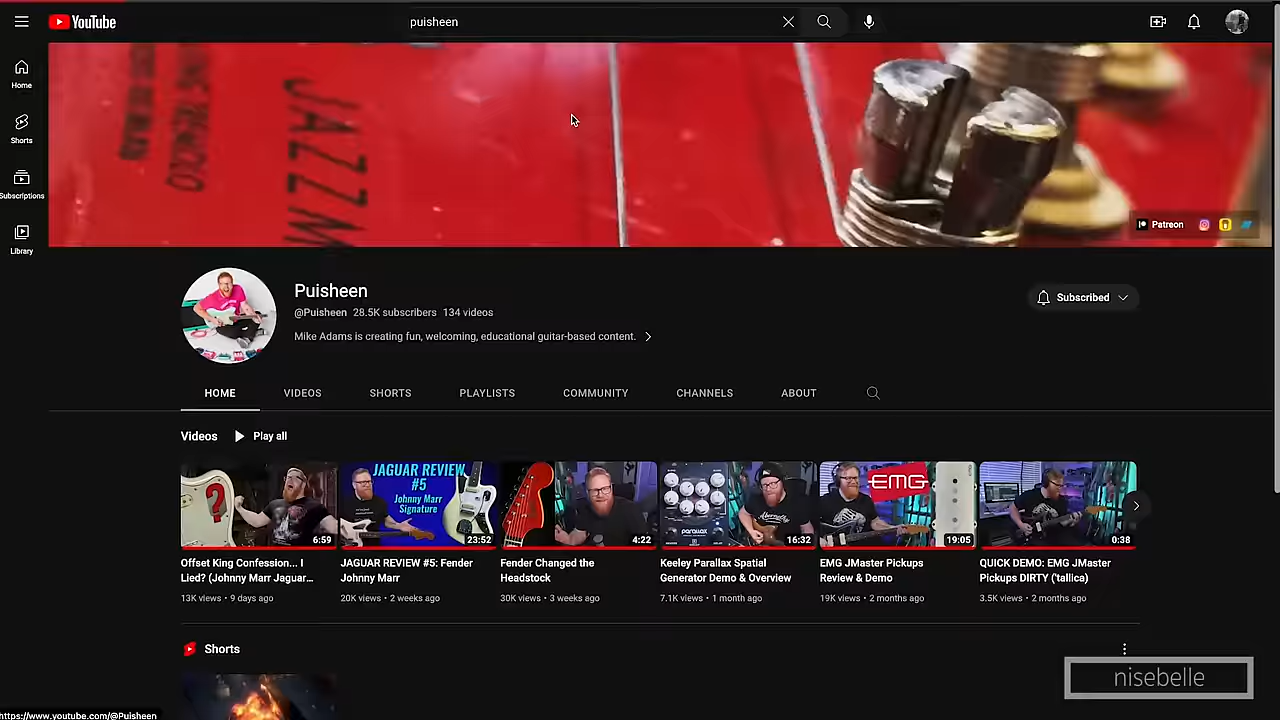 YouTube
puisheen
Home
Shorts
Subscriptions
Library
JAZZM
Patreon
Puisheen
@Puisheen 28.5K subscribers 134 videos
Mike Adams is creating fun, welcoming, educational guitar-based content.
Subscribed
HOME VIDEOS SHORTS PLAYLISTS COMMUNITY CHANNELS ABOUT
Videos Play all
JAGUAR REVIEW
#5
Johnny Marr
Signature
EMG
parallax
6:59 23:52 4:22 16:32 19:05 0:38
Offset King Confession... I
Lied? (Johnny Marr Jaguar...
13K views • 9 days ago
JAGUAR REVIEW #5: Fender
Johnny Marr
20K views • 2 weeks ago
Fender Changed the
Headstock
30K views • 3 weeks ago
Keeley Parallax Spatial
Generator Demo & Overview
7.1K views • 1 month ago
EMG JMaster Pickups
Review & Demo
19K views • 2 months ago
QUICK DEMO: EMG JMaster
Pickups DIRTY ('tallica)
3.5K views • 2 months ago
Shorts
nisebelle
https://www.youtube.com/@Puisheen